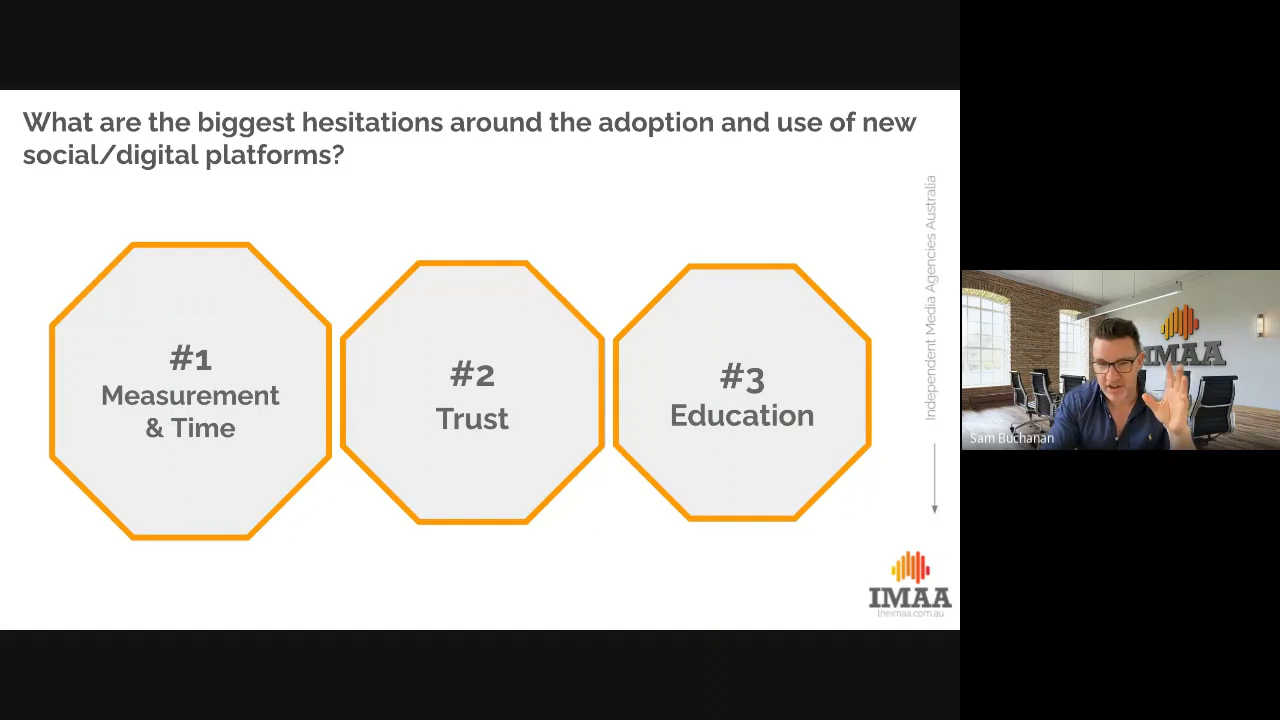 What are the biggest hesitations around the adoption and use of new
social/digital platforms?
#1
Measurement
& Time
#2
Trust
#3
Education
Independent Media Agencies Australia
IMAA
theimaa.com.au
IMAA
Sam Buchanan